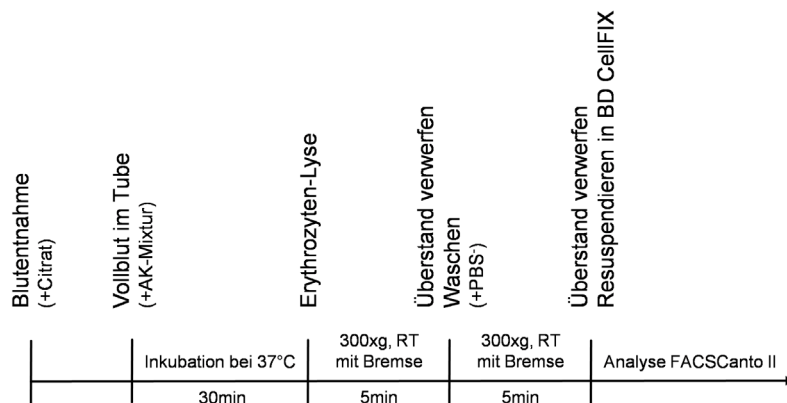 Blutentnahme
(+Citrat)
Vollblut im Tube
(+AK-Mixtur)
Erythrozyten-Lyse
Überstand verwerfen
Waschen
(+PBS-)
Überstand verwerfen
Resuspendieren in BD CellFIX
Inkubation bei 37°C
300xg, RT
mit Bremse
300xg, RT
mit Bremse
Analyse FACSCanto II
30min
5min
5min